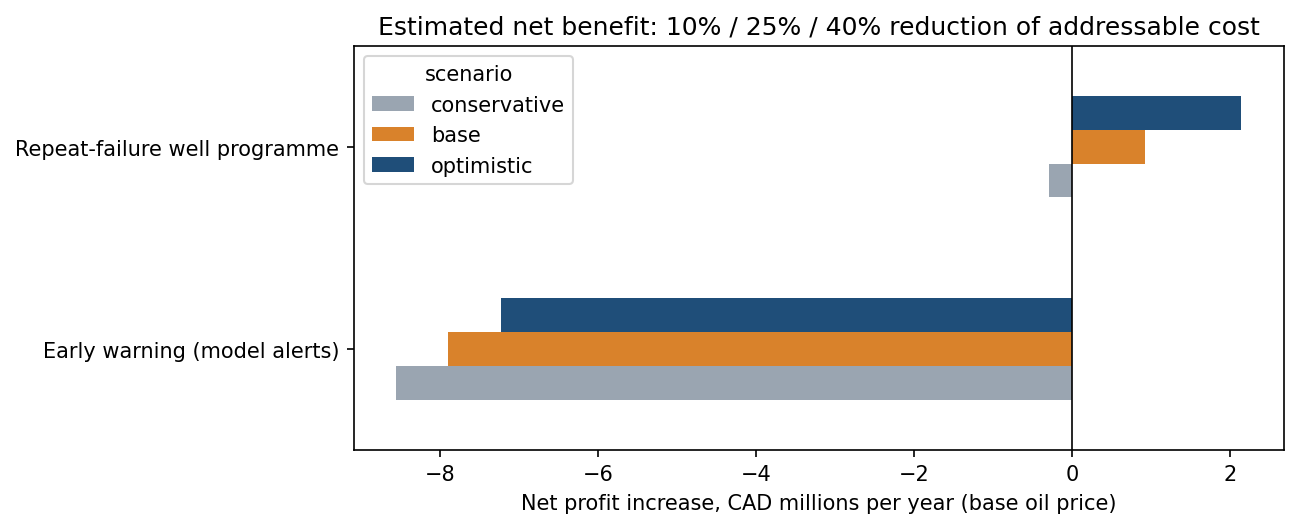 Estimated net benefit: 10% / 25% / 40% reduction of addressable cost
scenario
conservative
base
optimistic
Repeat-failure well programme
Early warning (model alerts)
−8 −6 −4 −2 0 2
Net profit increase, CAD millions per year (base oil price)